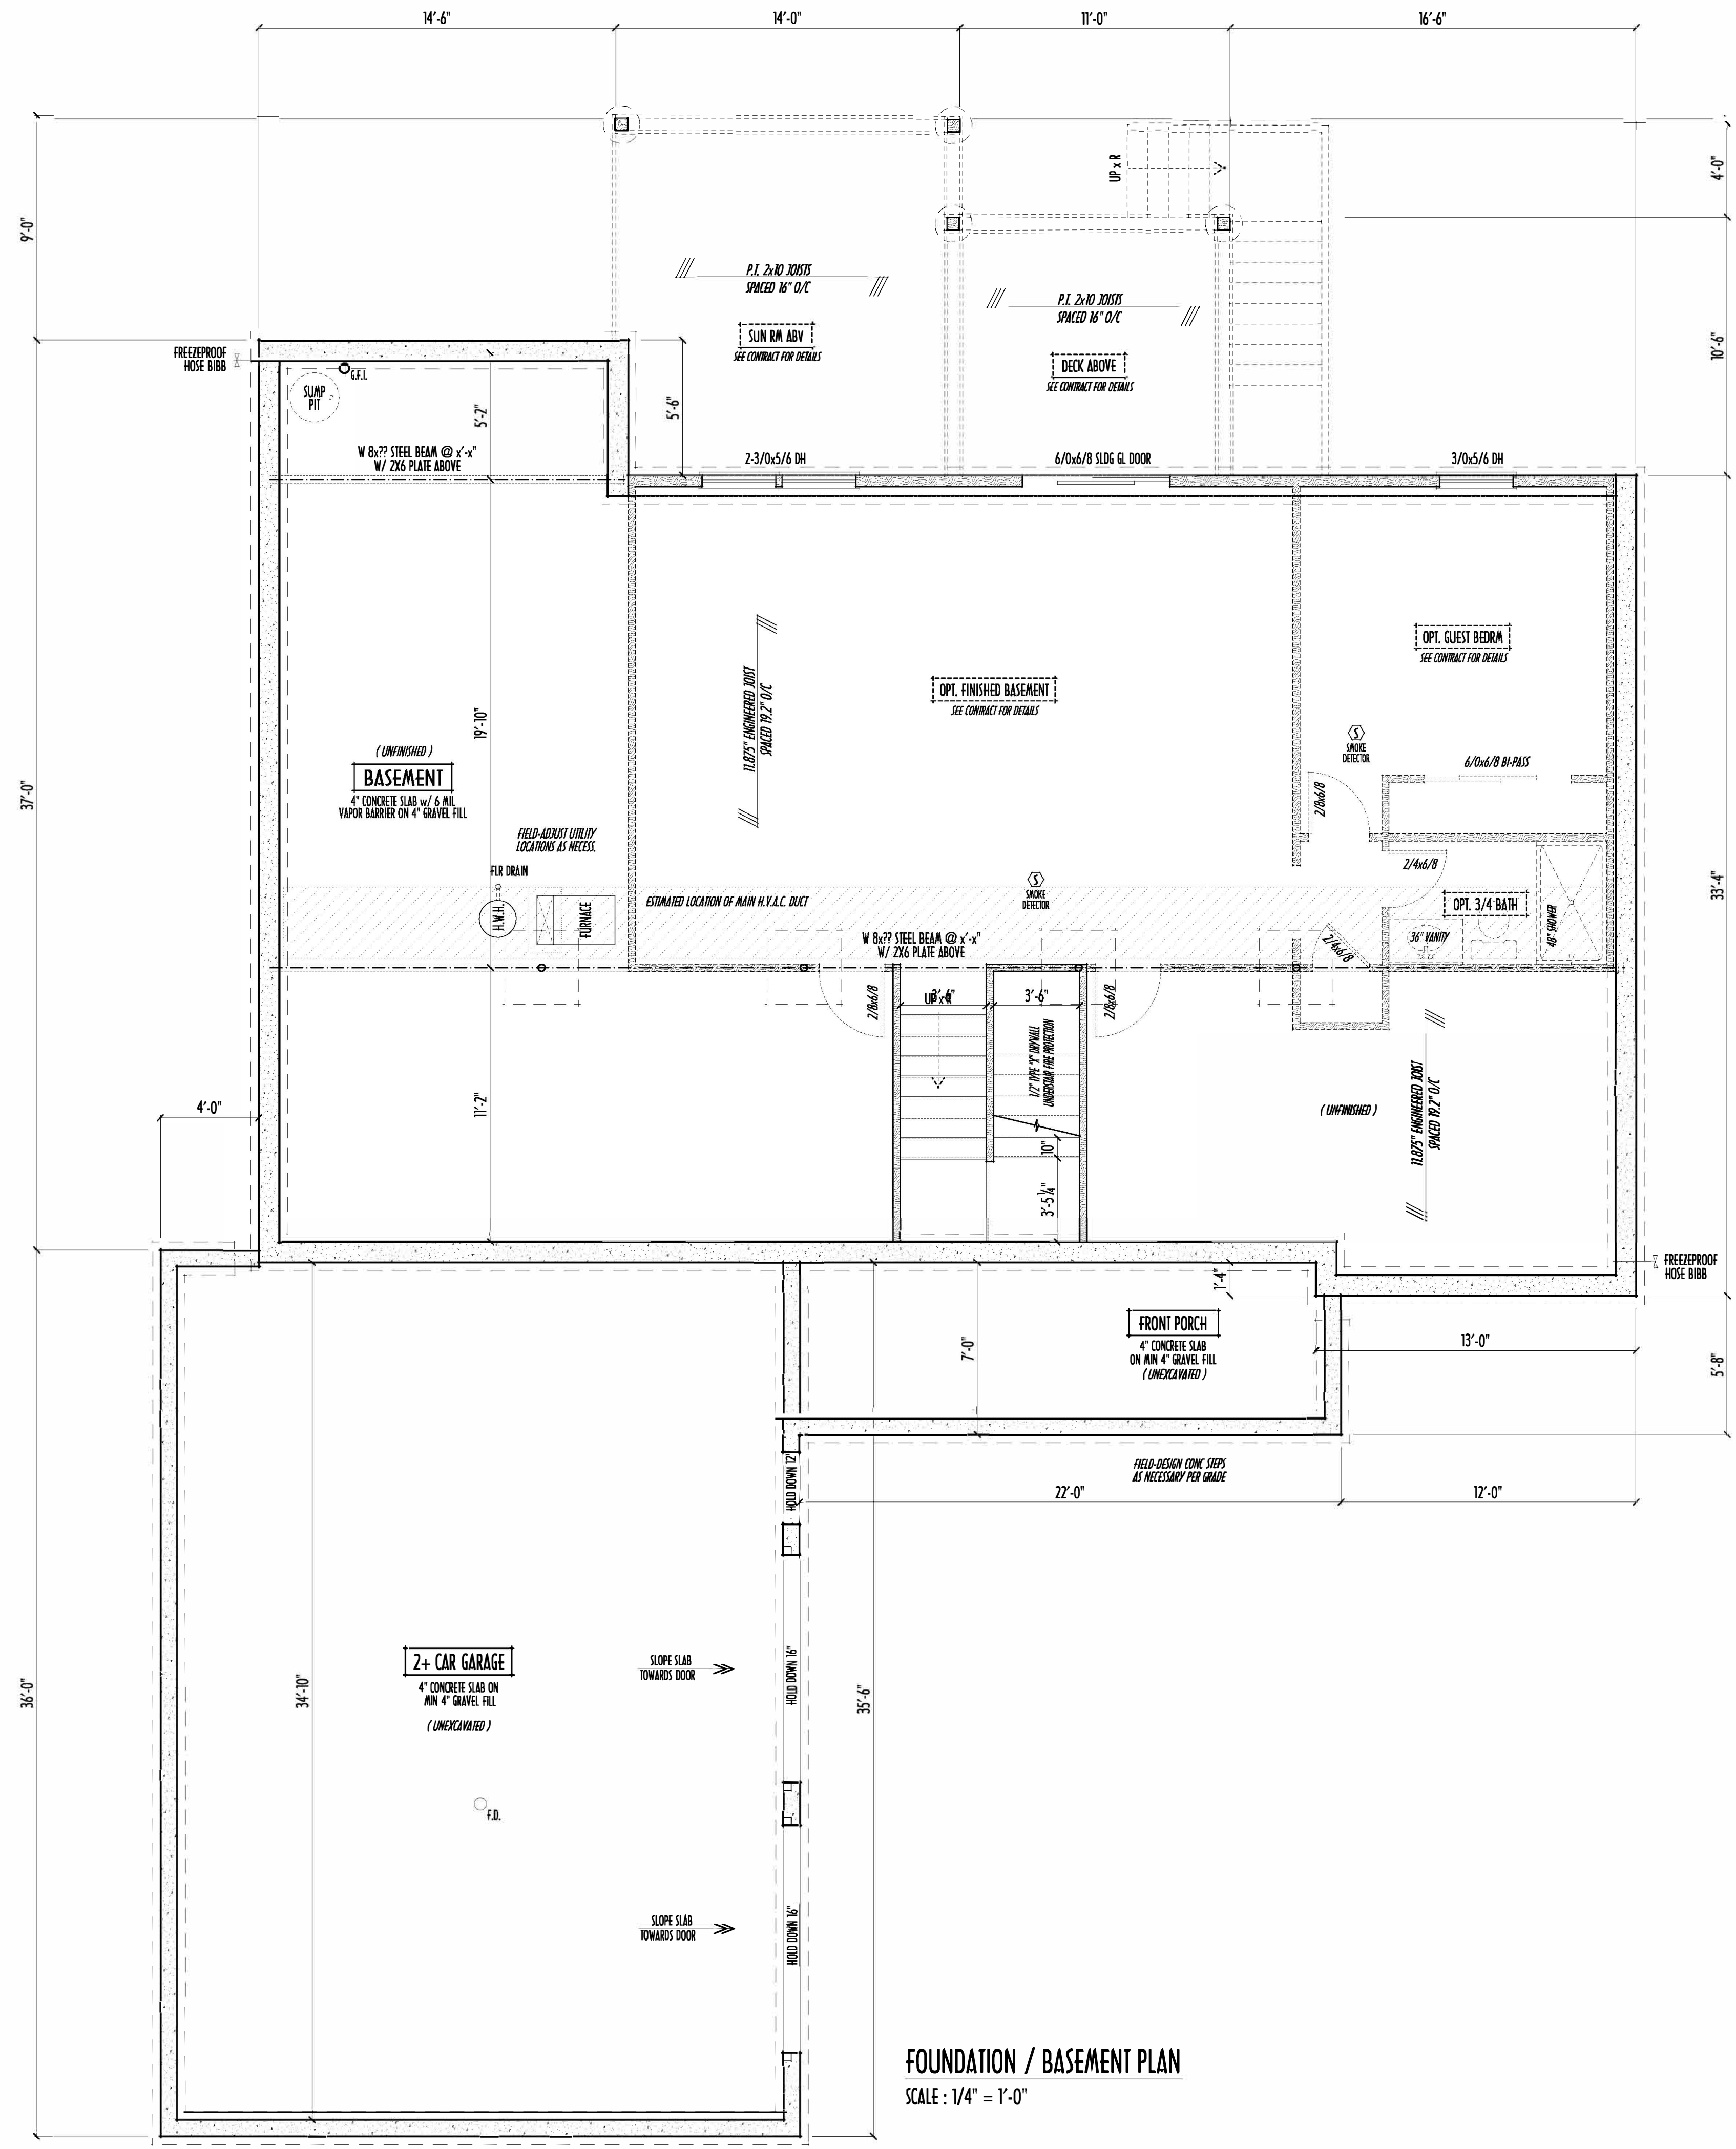 14'-6"
14'-0"
11'-0"
16'-6"
9'-0"
4'-0"
UP x R
P.T. 2x10 JOISTS
SPACED 16" O/C
P.T. 2x10 JOISTS
SPACED 16" O/C
SUN RM ABV
SEE CONTRACT FOR DETAILS
DECK ABOVE
SEE CONTRACT FOR DETAILS
10'-6"
FREEZEPROOF
HOSE BIBB
G.F.I.
SUMP
PIT
5'-2"
5'-6"
W 8x?? STEEL BEAM @ x'-x"
W/ 2X6 PLATE ABOVE
2-3/0x5/6 DH
6/0x6/8 SLDG GL DOOR
3/0x5/6 DH
OPT. GUEST BEDRM
SEE CONTRACT FOR DETAILS
OPT. FINISHED BASEMENT
SEE CONTRACT FOR DETAILS
11.875" ENGINEERED JOIST
SPACED 19.2" O/C
19'-10"
37'-0"
( UNFINISHED )
BASEMENT
4" CONCRETE SLAB w/ 6 MIL
VAPOR BARRIER ON 4" GRAVEL FILL
S
SMOKE
DETECTOR
6/0x6/8 BI-PASS
2/8x6/8
FIELD-ADJUST UTILITY
LOCATIONS AS NECESS.
FLR DRAIN
H.W.H.
FURNACE
ESTIMATED LOCATION OF MAIN H.V.A.C. DUCT
S
SMOKE
DETECTOR
2/4x6/8
OPT. 3/4 BATH
36" VANITY
48" SHOWER
33'-4"
W 8x?? STEEL BEAM @ x'-x"
W/ 2X6 PLATE ABOVE
2/4x6/8
2/8x6/8
UP x R
3'-6"
3'-6"
2/8x6/8
1/2" TYPE "X" DRYWALL
UNDERSTAIR FIRE PROTECTION
11'-2"
4'-0"
( UNFINISHED )
11.875" ENGINEERED JOIST
SPACED 19.2" O/C
10"
3'-5 1/4"
FREEZEPROOF
HOSE BIBB
1'-4"
FRONT PORCH
4" CONCRETE SLAB
ON MIN 4" GRAVEL FILL
( UNEXCAVATED )
7'-0"
13'-0"
5'-8"
FIELD-DESIGN CONC STEPS
AS NECESSARY PER GRADE
HOLD DOWN 12"
22'-0"
12'-0"
2+ CAR GARAGE
4" CONCRETE SLAB ON
MIN 4" GRAVEL FILL
( UNEXCAVATED )
SLOPE SLAB
TOWARDS DOOR
HOLD DOWN 16"
36'-0"
34'-10"
35'-6"
F.D.
SLOPE SLAB
TOWARDS DOOR
HOLD DOWN 16"
FOUNDATION / BASEMENT PLAN
SCALE : 1/4" = 1'-0"